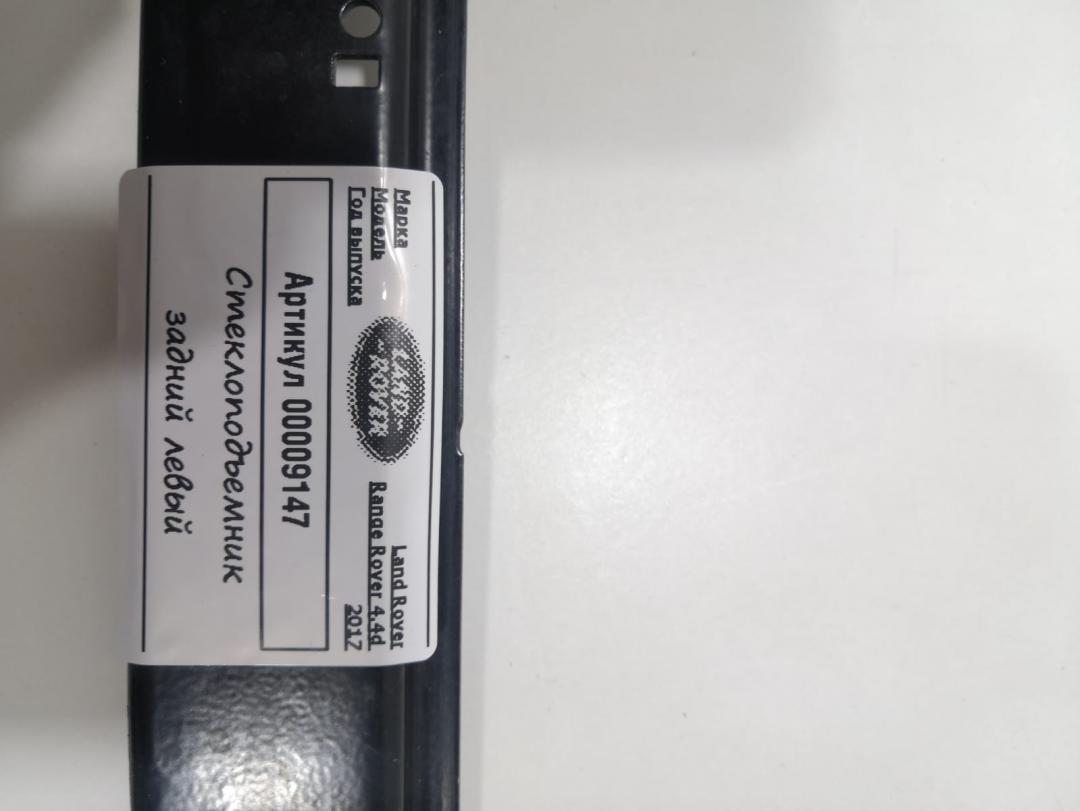 Марка Land Rover
Модель Range Rover 4.4d
Год выпуска 2017
LAND
ROVER
Артикул 00009147
Стеклоподъемник
задний левый